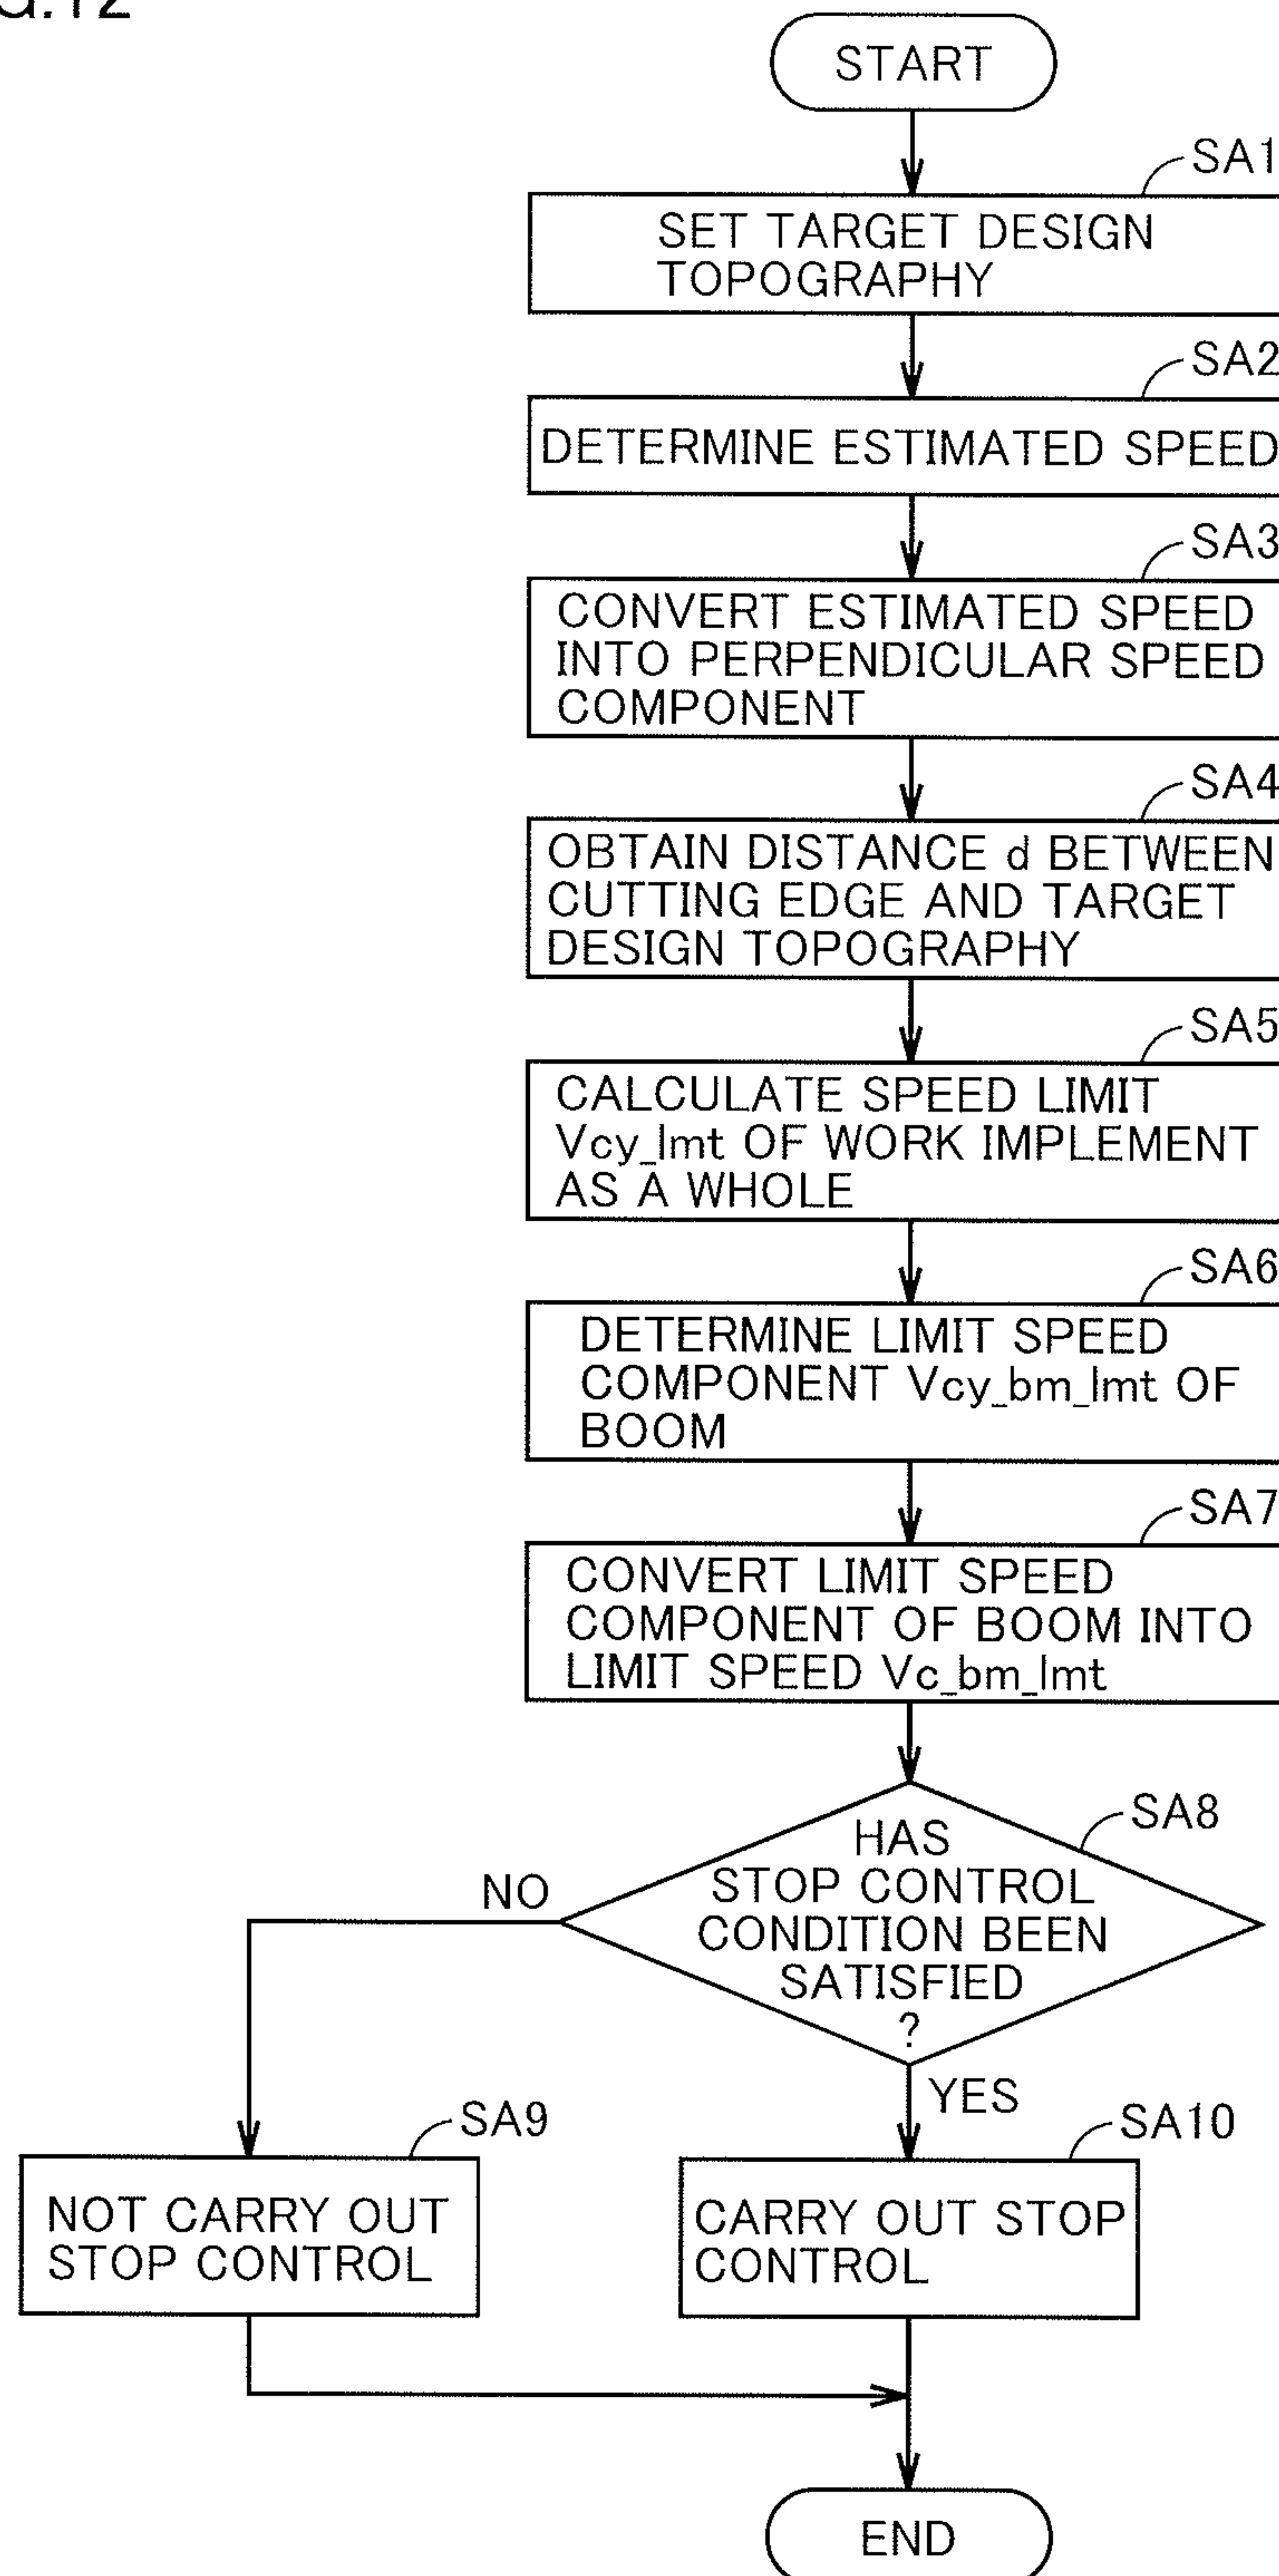 G.12
START
SA1
SET TARGET DESIGN
TOPOGRAPHY
SA2
DETERMINE ESTIMATED SPEED
SA3
CONVERT ESTIMATED SPEED
INTO PERPENDICULAR SPEED
COMPONENT
SA4
OBTAIN DISTANCE d BETWEEN
CUTTING EDGE AND TARGET
DESIGN TOPOGRAPHY
SA5
CALCULATE SPEED LIMIT
Vcy_lmt OF WORK IMPLEMENT
AS A WHOLE
SA6
DETERMINE LIMIT SPEED
COMPONENT Vcy_bm_lmt OF
BOOM
SA7
CONVERT LIMIT SPEED
COMPONENT OF BOOM INTO
LIMIT SPEED Vc_bm_lmt
SA8
HAS
STOP CONTROL
CONDITION BEEN
SATISFIED
?
NO
YES
SA9
NOT CARRY OUT
STOP CONTROL
SA10
CARRY OUT STOP
CONTROL
END